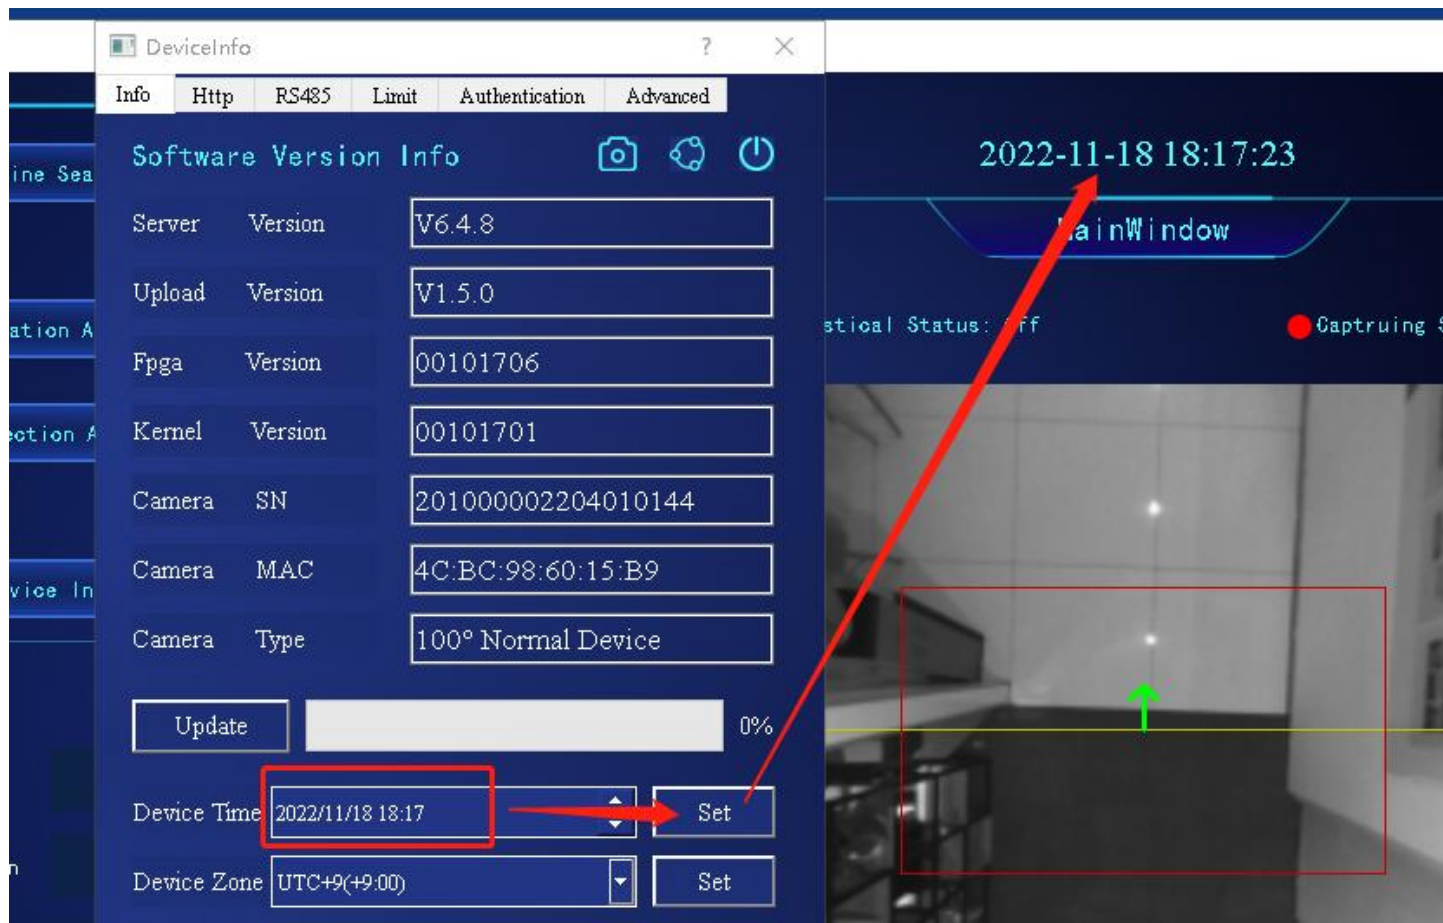 DeviceInfo
?
Info Http RS485 Limit Authentication Advanced
Software Version Info
2022-11-18 18:17:23
ine Sea
Server Version V6.4.8
ainWindow
Upload Version V1.5.0
ation A
stical Status: ff
Captruing S
Fpga Version 00101706
ection A
Kernel Version 00101701
Camera SN 201000002204010144
Camera MAC 4C:BC:98:60:15:B9
vice In
Camera Type 100° Normal Device
Update 0%
Device Time 2022/11/18 18:17 Set
n
Device Zone UTC+9(+9:00) Set